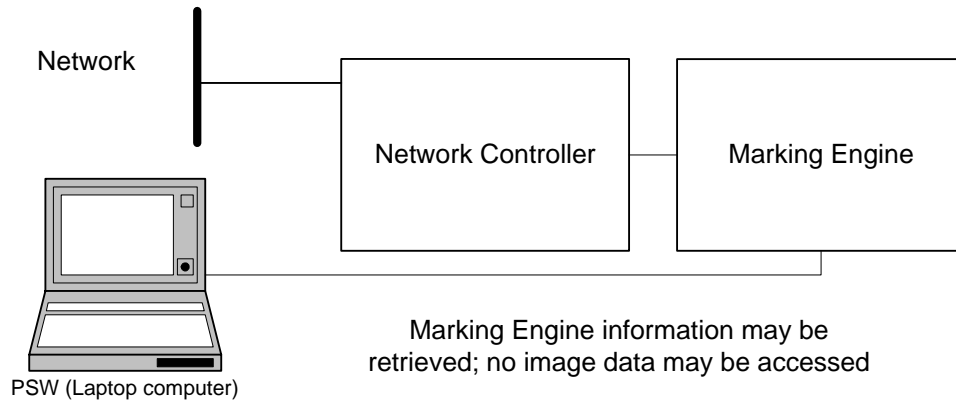 Network
Network Controller
Marking Engine
Marking Engine information may be
retrieved; no image data may be accessed
PSW (Laptop computer)